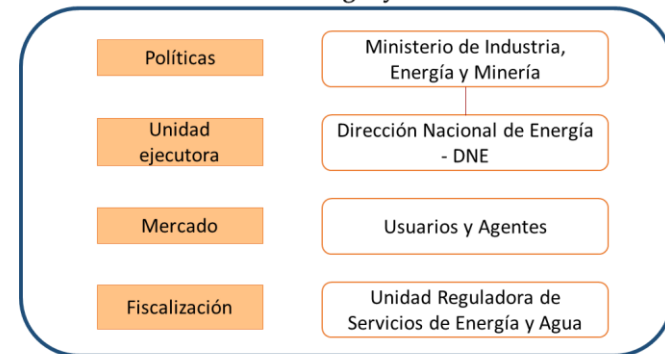 Políticas
Ministerio de Industria,
Energía y Minería
Unidad
ejecutora
Dirección Nacional de Energía
- DNE
Mercado
Usuarios y Agentes
Fiscalización
Unidad Reguladora de
Servicios de Energía y Agua